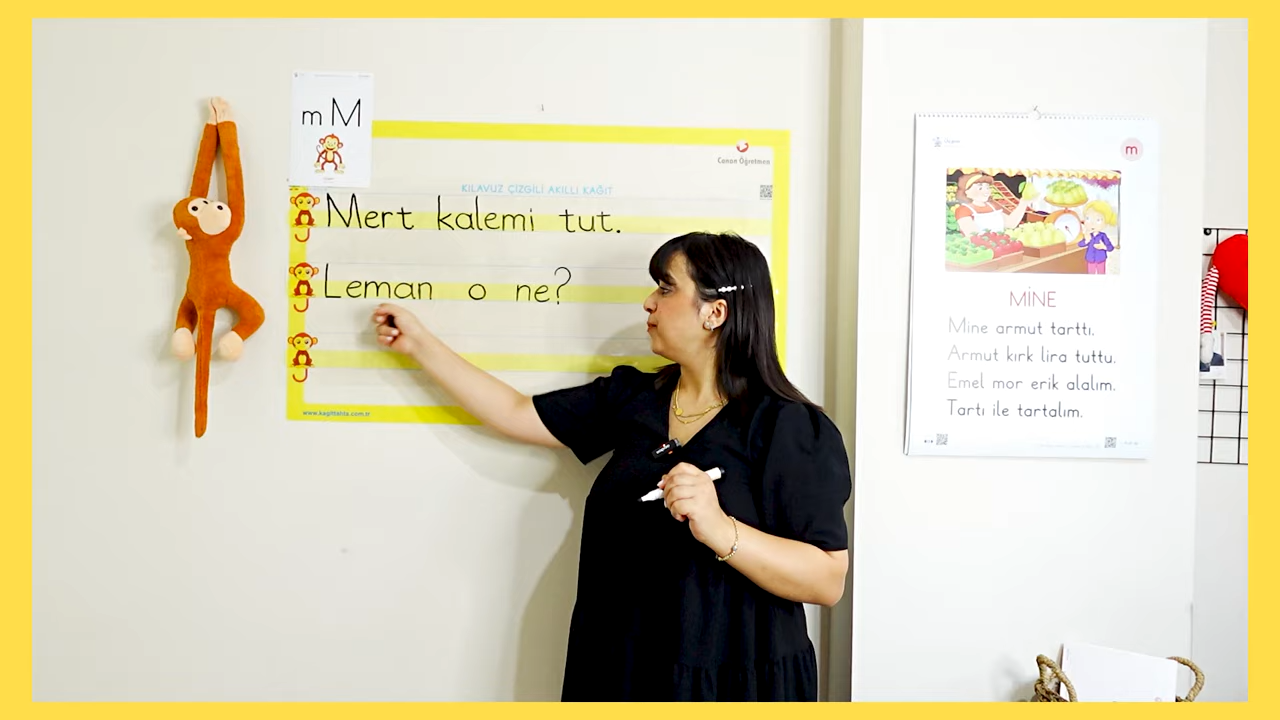 m M
Canan Öğretmen
KILAVUZ ÇİZGİLİ AKILLI KAĞIT
Mert kalemi tut.
Leman o ne?
www.kagittahta.com.tr
m
MİNE
Mine armut tarttı.
Armut kırk lira tuttu.
Emel mor erik alalım.
Tartı ile tartalım.